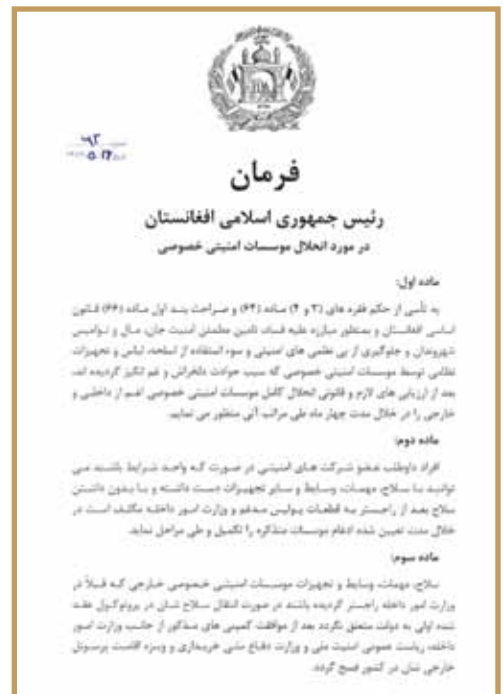 ۶۲
فرمان
رئیس جمهوری اسلامی افغانستان
در مورد انحلال موسسات امنیتی خصوصی
ماده اول:
به تأسی از حکم فقره های (۳ و ۴) ماده (۶۴) و صراحت بند اول ماده (۶۶) قانون
اساسی افغانستان و بمنظور مبارزه علیه فساد، تامین مطمئن امنیت جان، مال و نوامیس
شهروندان و جلوگیری از بی نظمی های امنیتی و سوء استفاده از اسلحه، لباس و تجهیزات
نظامی توسط موسسات امنیتی خصوصی که سبب حوادث دلخراش و غم انگیز گردیده اند،
بعد از ارزیابی های لازم و قانونی انحلال کامل موسسات امنیتی خصوصی اعم از داخلی و
خارجی را در خلال مدت چهار ماه طی مراتب آتی منظور می نمایم.
ماده دوم:
افراد داوطلب عضو شرکت های امنیتی در صورت که واجد شرایط باشند می
توانند با سلاح، مهمات، وسایط و سایر تجهیزات دست داشته و یا بدون داشتن
سلاح بعد از راجستر به قطعات پولیس مدغم و وزارت امور داخله مکلف است در
خلال مدت تعیین شده ادغام موسسات متذکره را تکمیل و طی مراحل نماید.
ماده سوم:
سلاح، مهمات، وسایط و تجهیزات موسسات امنیتی خصوصی خارجی که قبلاً در
وزارت امور داخله راجستر گردیده باشند در صورت انتقال سلاح شان در پروتوکول عقد
شده اولی به دولت متعلق نگردد بعد از موافقت کمپنی های مذکور از جانب وزارت امور
داخله، ریاست عمومی امنیت ملی و وزارت دفاع ملی خریداری و ویزه اقامت پرسونل
خارجی شان در کشور فسخ گردد.